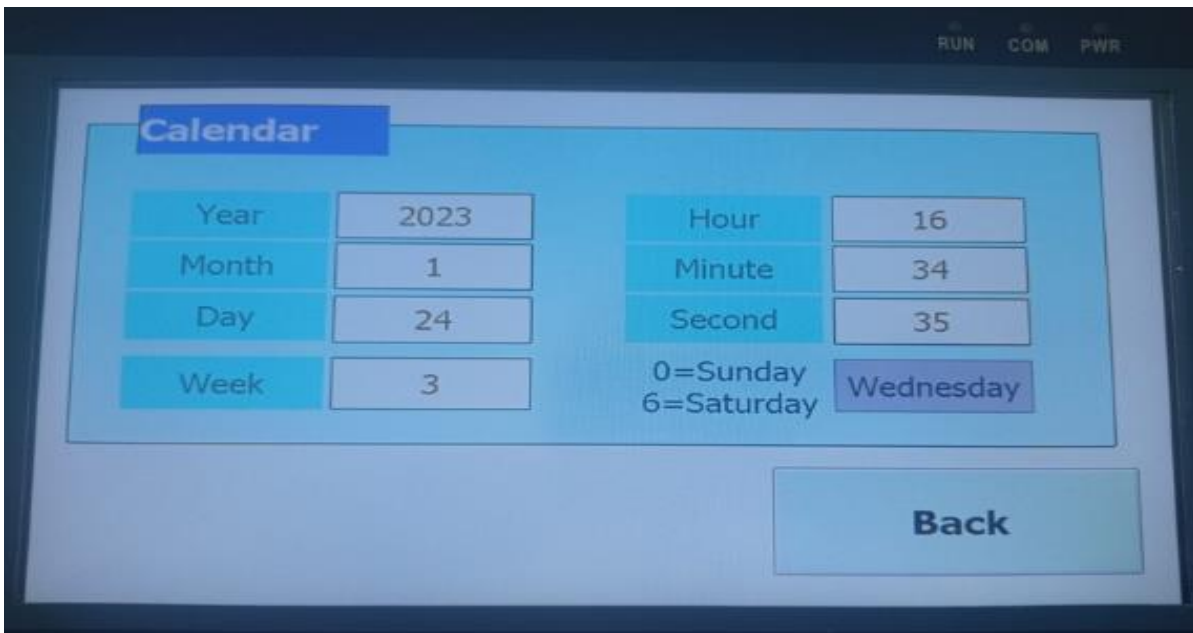 RUN COM PWR
Calendar
Year 2023
Month 1
Day 24
Week 3
Hour 16
Minute 34
Second 35
0=Sunday
6=Saturday
Wednesday
Back